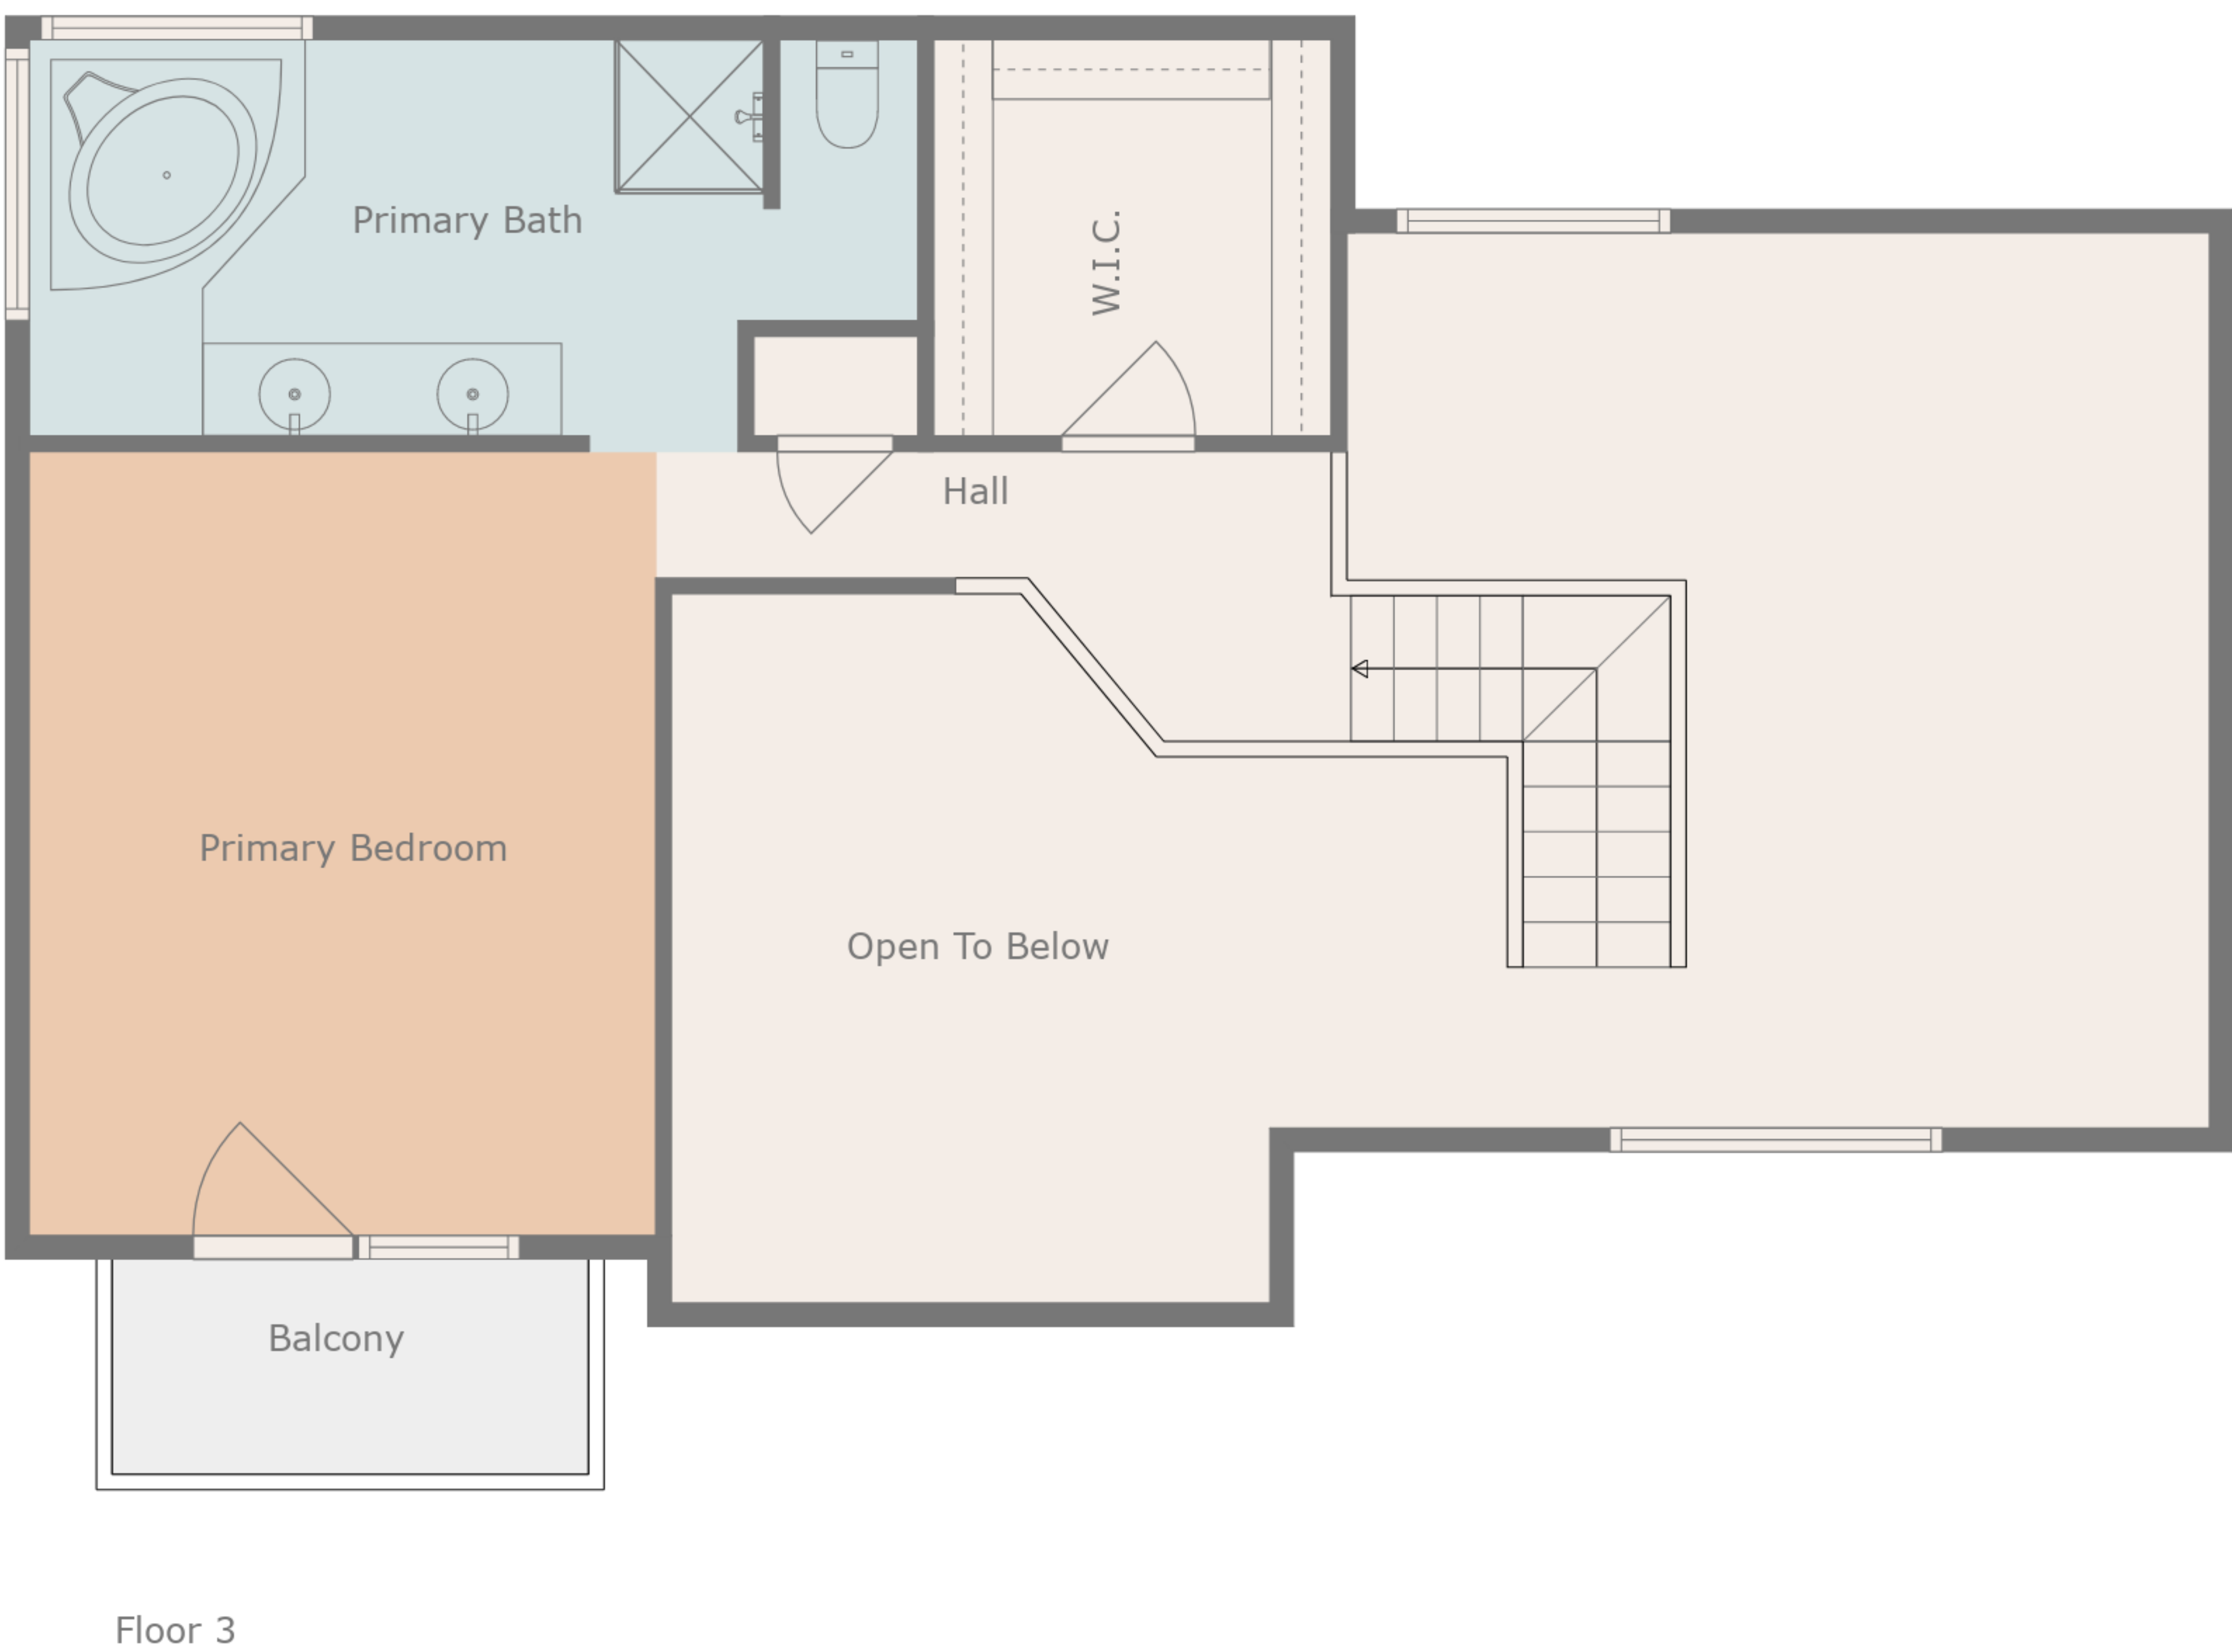 Primary Bath
W.I.C.
Hall
Primary Bedroom
Open To Below
Balcony
Floor 3